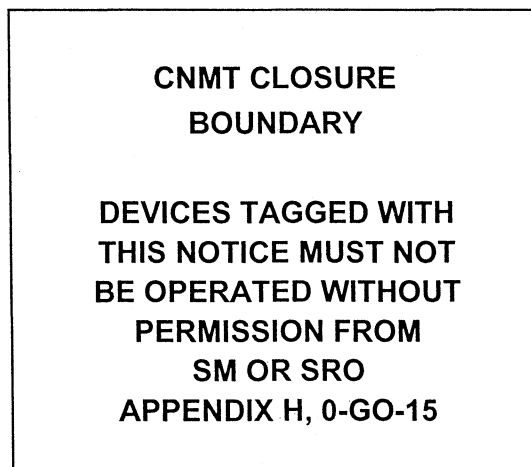 CNMT CLOSURE
BOUNDARY
DEVICES TAGGED WITH
THIS NOTICE MUST NOT
BE OPERATED WITHOUT
PERMISSION FROM
SM OR SRO
APPENDIX H, 0-GO-15